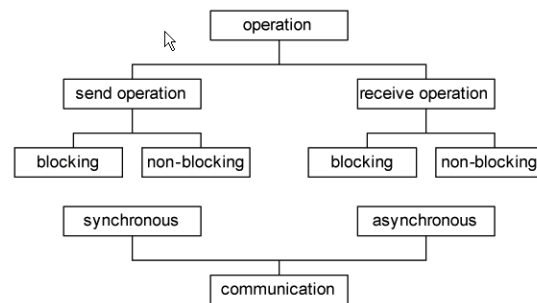 operation
send operation
receive operation
blocking
non-blocking
blocking
non-blocking
synchronous
asynchronous
communication